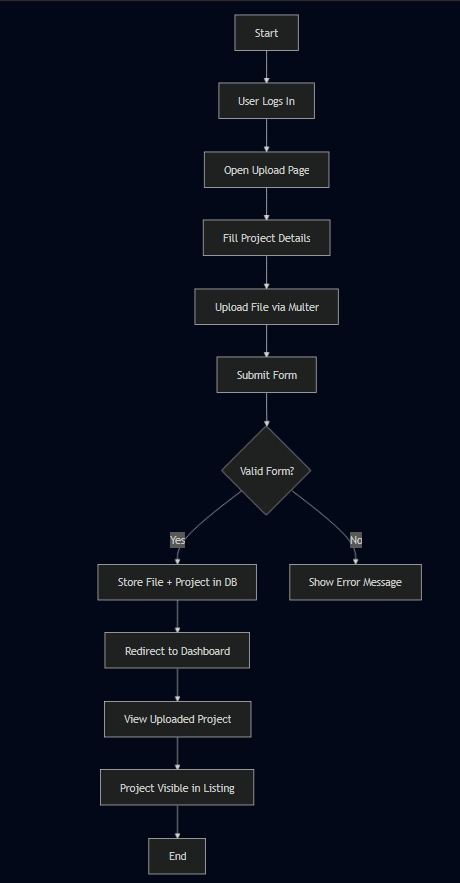 Start
User Logs In
Open Upload Page
Fill Project Details
Upload File via Multer
Submit Form
Valid Form?
Yes
No
Store File + Project in DB
Show Error Message
Redirect to Dashboard
View Uploaded Project
Project Visible in Listing
End